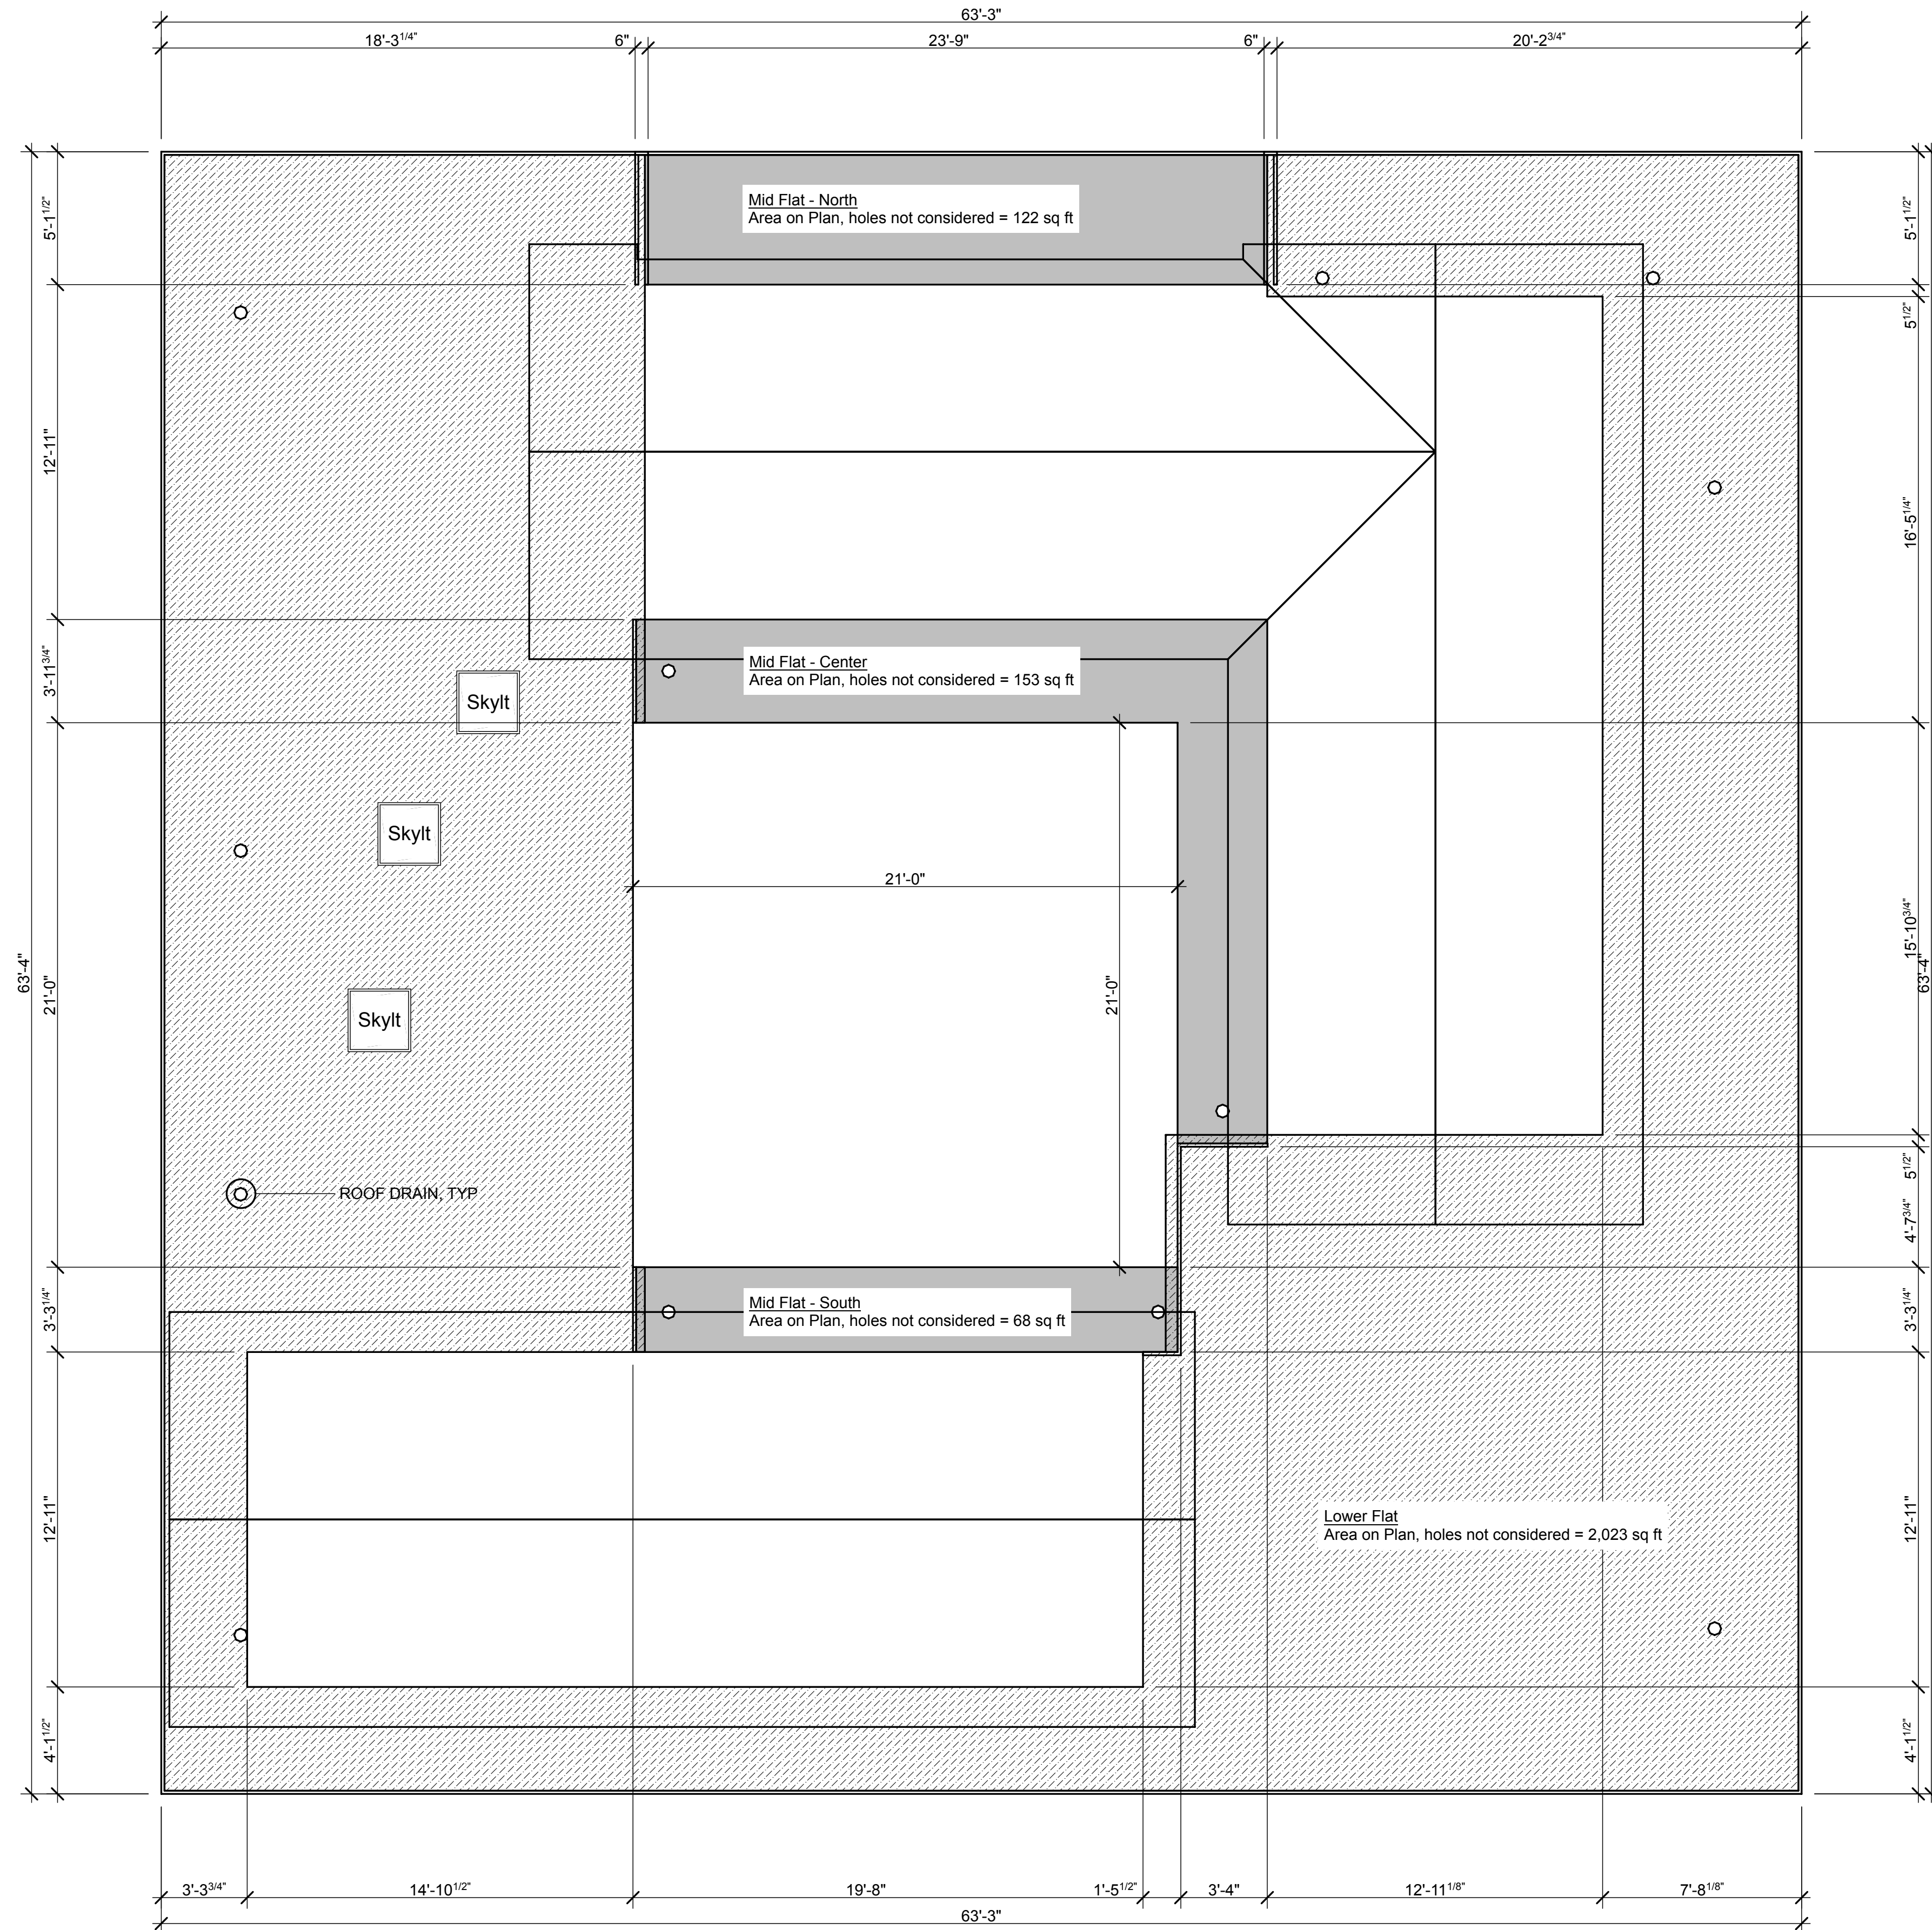 63'-3"
18'-3 1/4"
6"
23'-9"
6"
20'-2 3/4"
5'-1 1/2"
12'-11"
3'-11 3/4"
21'-0"
3'-3 1/4"
12'-11"
4'-1 1/2"
63'-4"
Mid Flat - North
Area on Plan, holes not considered = 122 sq ft
Mid Flat - Center
Area on Plan, holes not considered = 153 sq ft
Skylt
Skylt
Skylt
21'-0"
21'-0"
ROOF DRAIN, TYP
Mid Flat - South
Area on Plan, holes not considered = 68 sq ft
Lower Flat
Area on Plan, holes not considered = 2,023 sq ft
5'-1 1/2"
5 1/2"
16'-5 1/4"
15'-10 3/4"
63'-4"
5 1/2"
4'-7 3/4"
3'-3 1/4"
12'-11"
4'-1 1/2"
3'-3 3/4"
14'-10 1/2"
19'-8"
1'-5 1/2"
3'-4"
12'-11 1/8"
7'-8 1/8"
63'-3"